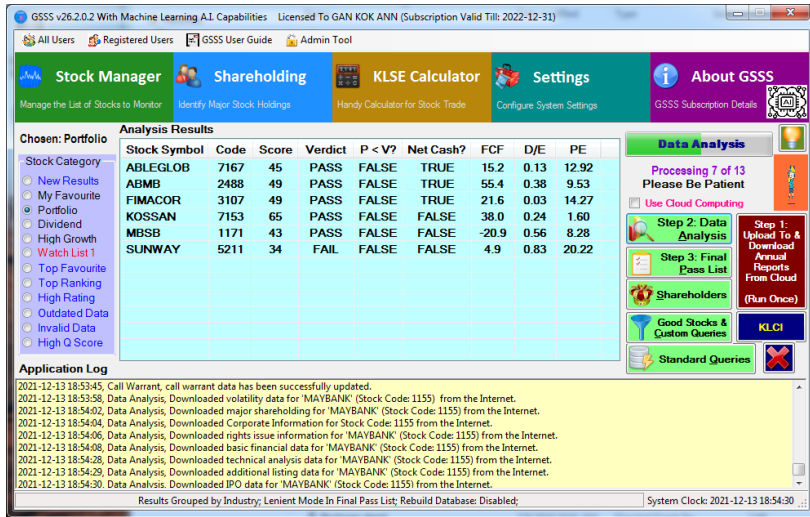 GSSS v26.2.0.2 With Machine Learning A.I. Capabilities Licensed To GAN KOK ANN (Subscription Valid Till: 2022-12-31)
All Users Registered Users GSSS User Guide Admin Tool
Stock Manager
Manage the List of Stocks to Monitor
Shareholding
Identify Major Stock Holdings
KLSE Calculator
Handy Calculator for Stock Trade
Settings
Configure System Settings
About GSSS
GSSS Subscription Details
AI
Chosen: Portfolio
Stock Category
New Results
My Favourite
Portfolio
Dividend
High Growth
Watch List 1
Top Favourite
Top Ranking
High Rating
Outdated Data
Invalid Data
High Q Score
Analysis Results
Stock Symbol Code Score Verdict P < V? Net Cash? FCF D/E PE
ABLEGLOB 7167 45 PASS FALSE TRUE 15.2 0.13 12.92
ABMB 2488 49 PASS FALSE TRUE 55.4 0.38 9.53
FIMACOR 3107 49 PASS FALSE TRUE 21.6 0.03 14.27
KOSSAN 7153 65 PASS FALSE FALSE 38.0 0.24 1.60
MBSB 1171 43 PASS FALSE FALSE -20.9 0.56 8.28
SUNWAY 5211 34 FAIL FALSE FALSE 4.9 0.83 20.22
Data Analysis
Processing 7 of 13
Please Be Patient
Use Cloud Computing
Step 2: Data
Analysis
Step 3: Final
Pass List
Shareholders
Good Stocks &
Custom Queries
Standard Queries
Step 1:
Upload To &
Download
Annual
Reports
From Cloud
(Run Once)
KLCI
Application Log
2021-12-13 18:53:45, Call Warrant, call warrant data has been successfully updated.
2021-12-13 18:53:58, Data Analysis, Downloaded volatility data for 'MAYBANK' (Stock Code: 1155) from the Internet.
2021-12-13 18:54:02, Data Analysis, Downloaded major shareholding for 'MAYBANK' (Stock Code: 1155) from the Internet.
2021-12-13 18:54:04, Data Analysis, Downloaded Corporate Information for Stock Code: 1155 from the Internet.
2021-12-13 18:54:06, Data Analysis, Downloaded rights issue information for 'MAYBANK' (Stock Code: 1155) from the Internet.
2021-12-13 18:54:08, Data Analysis, Downloaded basic financial data for 'MAYBANK' (Stock Code: 1155) from the Internet.
2021-12-13 18:54:28, Data Analysis, Downloaded technical analysis data for 'MAYBANK' (Stock Code: 1155) from the Internet.
2021-12-13 18:54:29, Data Analysis, Downloaded additional listing data for 'MAYBANK' (Stock Code: 1155) from the Internet.
2021-12-13 18:54:30, Data Analysis, Downloaded IPO data for 'MAYBANK' (Stock Code: 1155) from the Internet.
Results Grouped by Industry; Lenient Mode In Final Pass List; Rebuild Database: Disabled;
System Clock: 2021-12-13 18:54:30